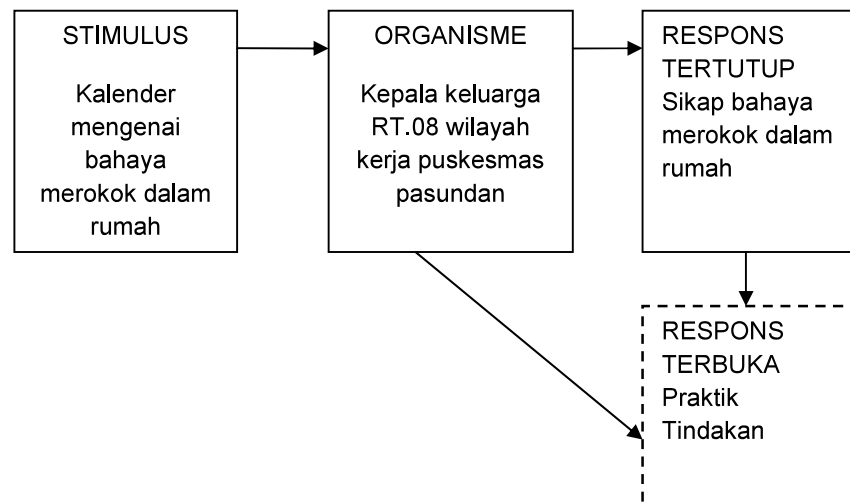 STIMULUS
Kalender
mengenai
bahaya
merokok dalam
rumah
ORGANISME
Kepala keluarga
RT.08 wilayah
kerja puskesmas
pasundan
RESPONS
TERTUTUP
Sikap bahaya
merokok dalam
rumah
RESPONS
TERBUKA
Praktik
Tindakan